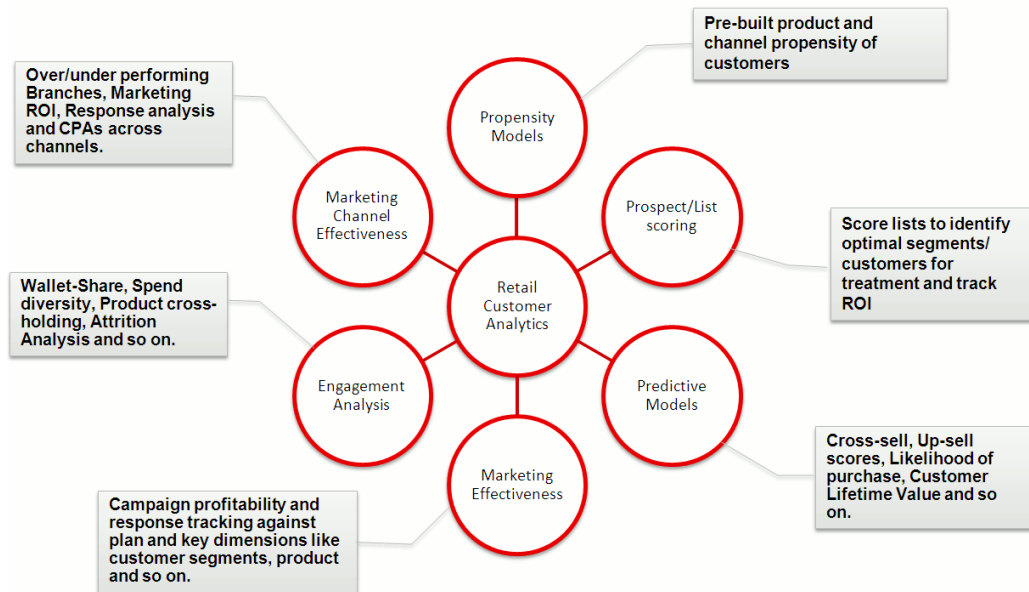 Pre-built product and
channel propensity of
customers
Over/under performing
Branches, Marketing
ROI, Response analysis
and CPAs across
channels.
Propensity
Models
Marketing
Channel
Effectiveness
Prospect/List
scoring
Score lists to identify
optimal segments/
customers for
treatment and track
ROI
Wallet-Share, Spend
diversity, Product cross-
holding, Attrition
Analysis and so on.
Retail
Customer
Analytics
Engagement
Analysis
Predictive
Models
Cross-sell, Up-sell
scores, Likelihood of
purchase, Customer
Lifetime Value and so
on.
Marketing
Effectiveness
Campaign profitability and
response tracking against
plan and key dimensions like
customer segments, product
and so on.